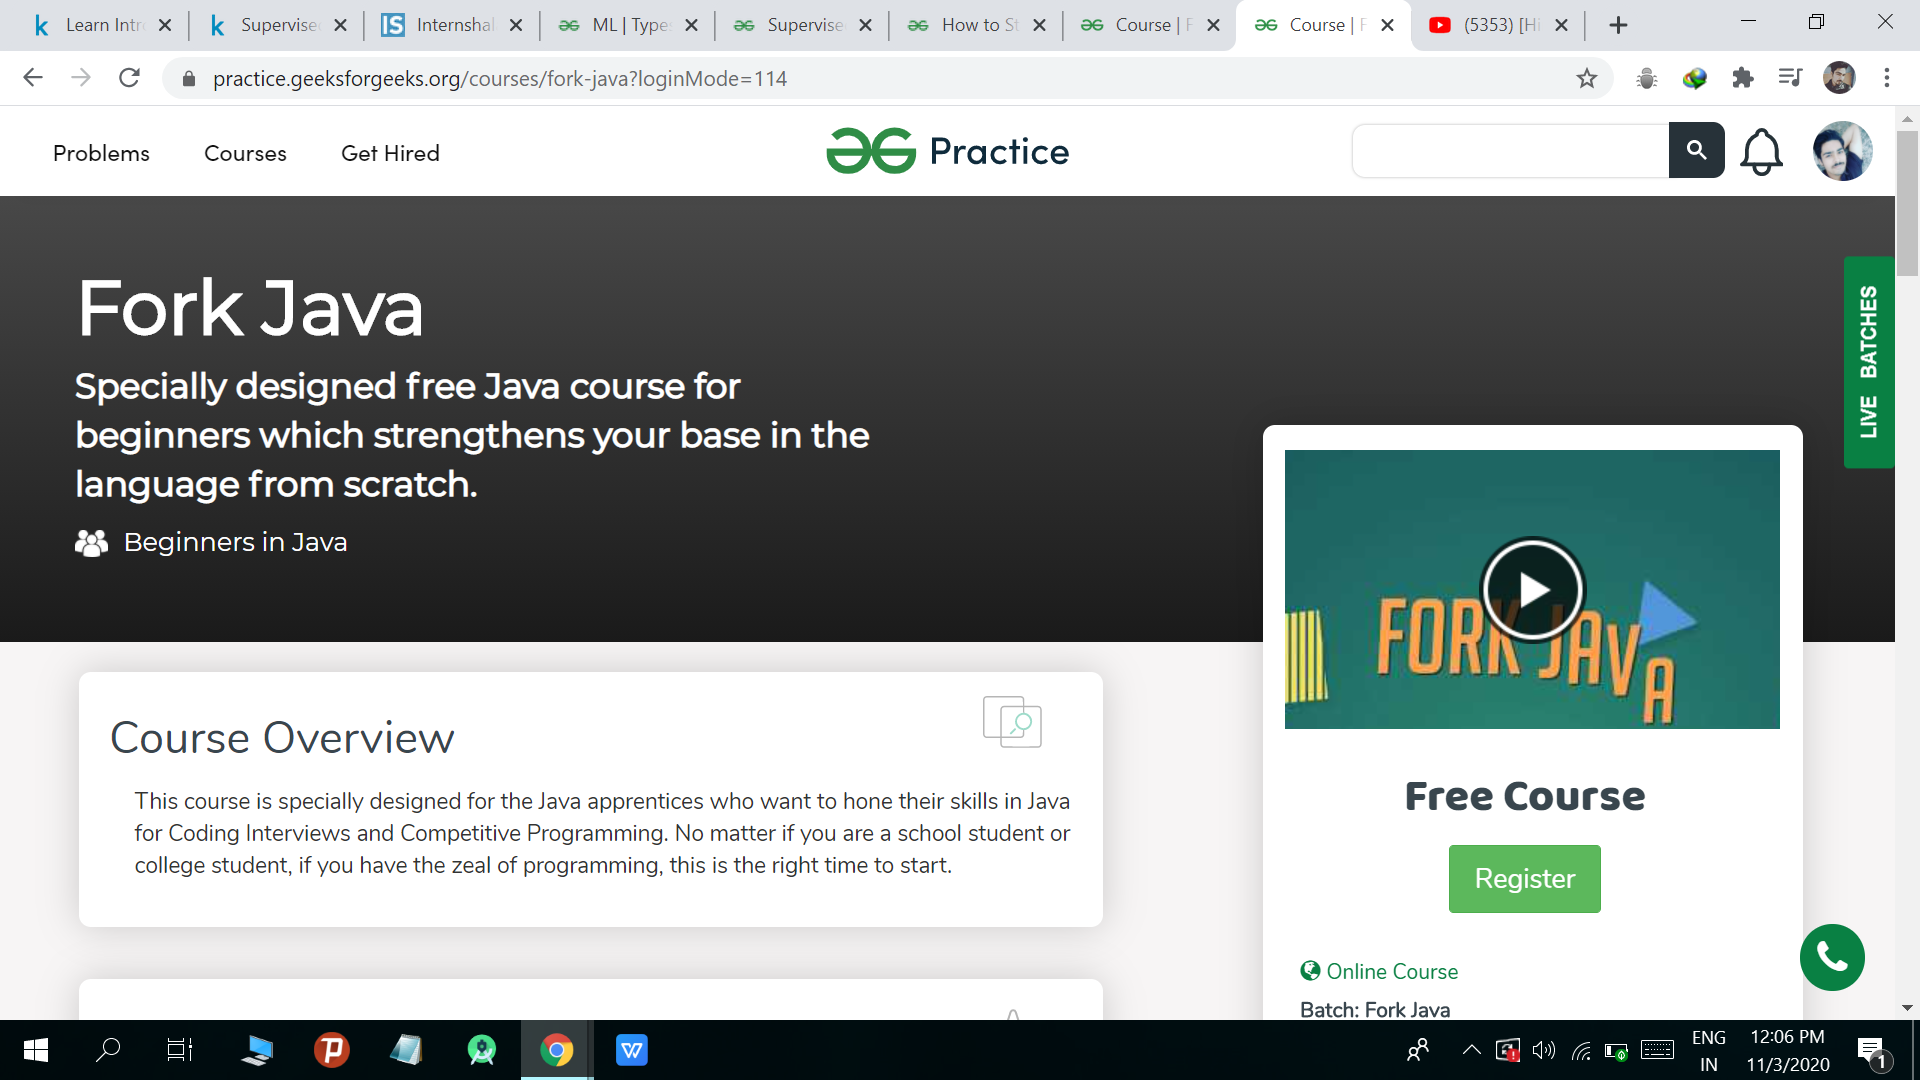 Learn Intr
Supervise
Internshal
ML | Type
Supervise
How to St
Course | F
Course | F
(5353) [Hi
practice.geeksforgeeks.org/courses/fork-java?loginMode=114
Problems
Courses
Get Hired
Practice
LIVE BATCHES
Fork Java
Specially designed free Java course for
beginners which strengthens your base in the
language from scratch.
Beginners in Java
FORK JAVA
Course Overview
This course is specially designed for the Java apprentices who want to hone their skills in Java
for Coding Interviews and Competitive Programming. No matter if you are a school student or
college student, if you have the zeal of programming, this is the right time to start.
Free Course
Register
Online Course
Batch: Fork Java
ENG
IN
12:06 PM
11/3/2020
1